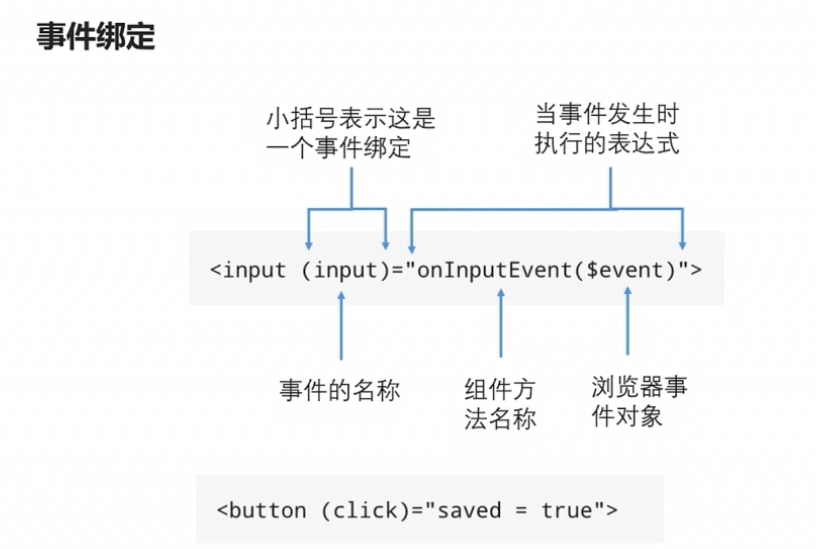 事件绑定
小括号表示这是
一个事件绑定
当事件发生时
执行的表达式
<input (input)="onInputEvent($event)">
事件的名称
组件方
法名称
浏览器事
件对象
<button (click)="saved = true">